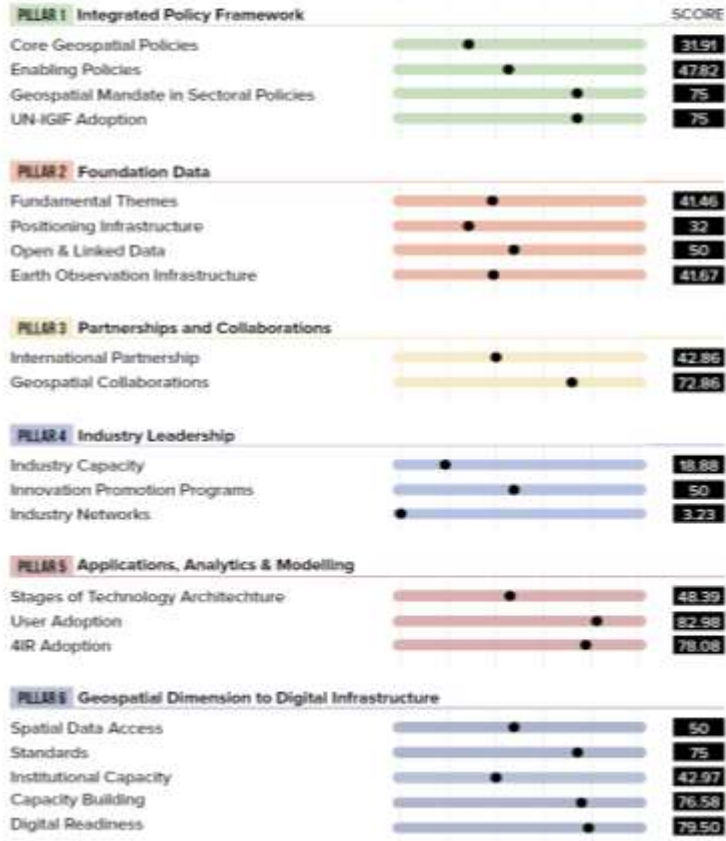 PILLAR 1 Integrated Policy Framework SCORE
Core Geospatial Policies 31.91
Enabling Policies 47.82
Geospatial Mandate in Sectoral Policies 75
UN-IGIF Adoption 75
PILLAR 2 Foundation Data
Fundamental Themes 41.46
Positioning Infrastructure 32
Open & Linked Data 50
Earth Observation Infrastructure 41.67
PILLAR 3 Partnerships and Collaborations
International Partnership 42.86
Geospatial Collaborations 72.86
PILLAR 4 Industry Leadership
Industry Capacity 18.88
Innovation Promotion Programs 50
Industry Networks 3.23
PILLAR 5 Applications, Analytics & Modelling
Stages of Technology Architechture 48.39
User Adoption 82.98
4IR Adoption 78.08
PILLAR 6 Geospatial Dimension to Digital Infrastructure
Spatial Data Access 50
Standards 75
Institutional Capacity 42.97
Capacity Building 76.58
Digital Readiness 79.50